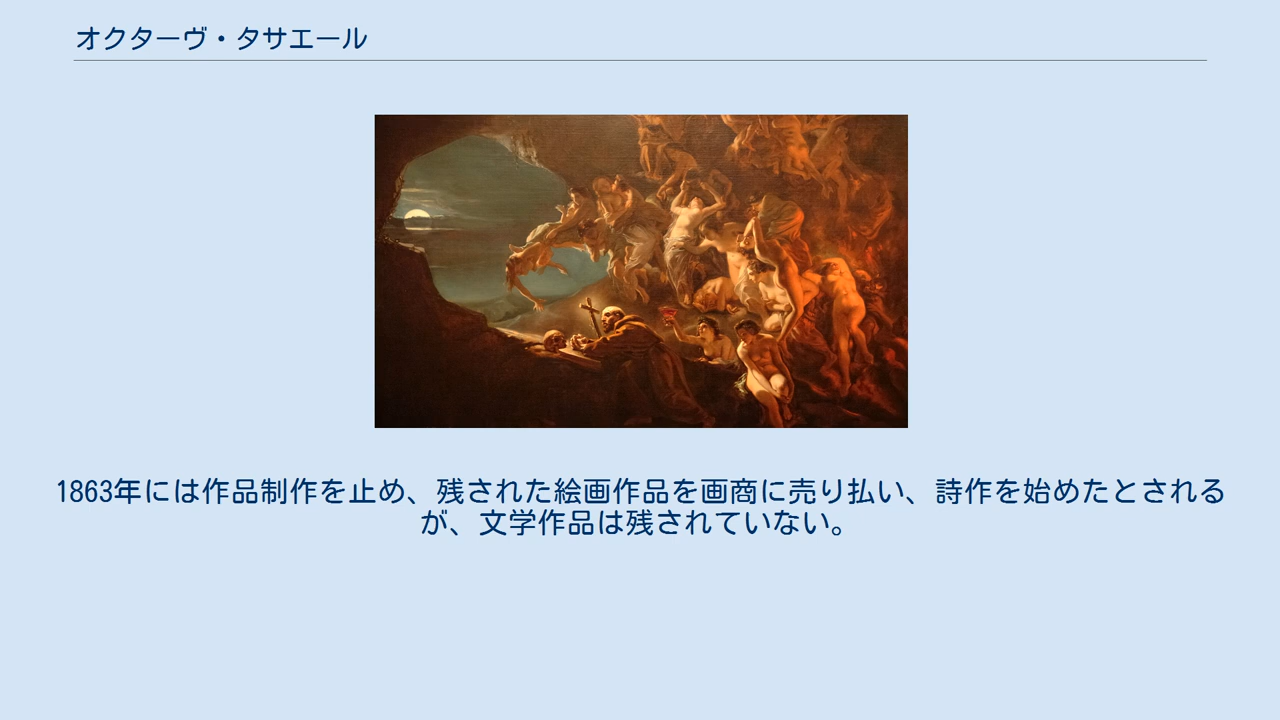 オクターヴ・タサエール
1863年には作品制作を止め、残された絵画作品を画商に売り払い、詩作を始めたとされる
が、文学作品は残されていない。